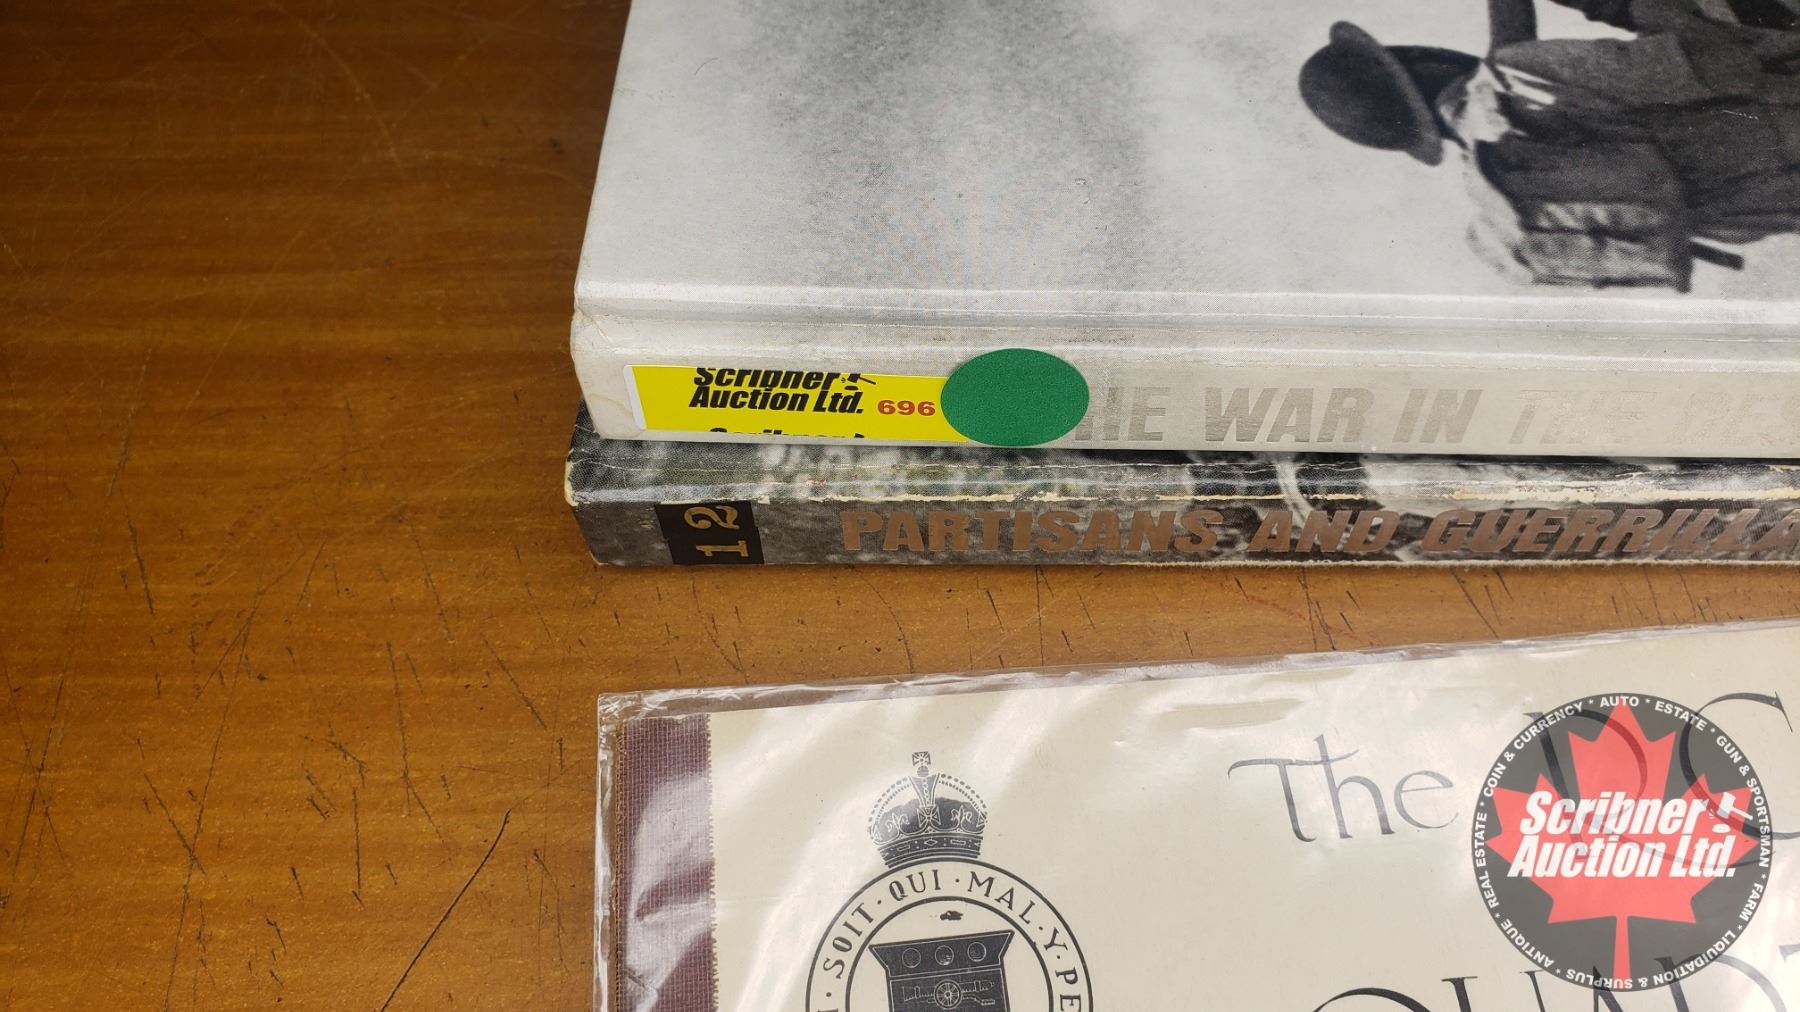 Scribner
Auction Ltd. 696
THE WAR IN THE DES
12 PARTISANS AND GUERRILLA
The
SOIT · QUI · MAL · Y · PE
REAL ESTATE * COIN & CURRENCY * AUTO * ESTATE * GUN & SPORTSMAN * FARM * LIQUIDATION & SURPLUS * ANTIQUE *
Scribner
Auction Ltd.